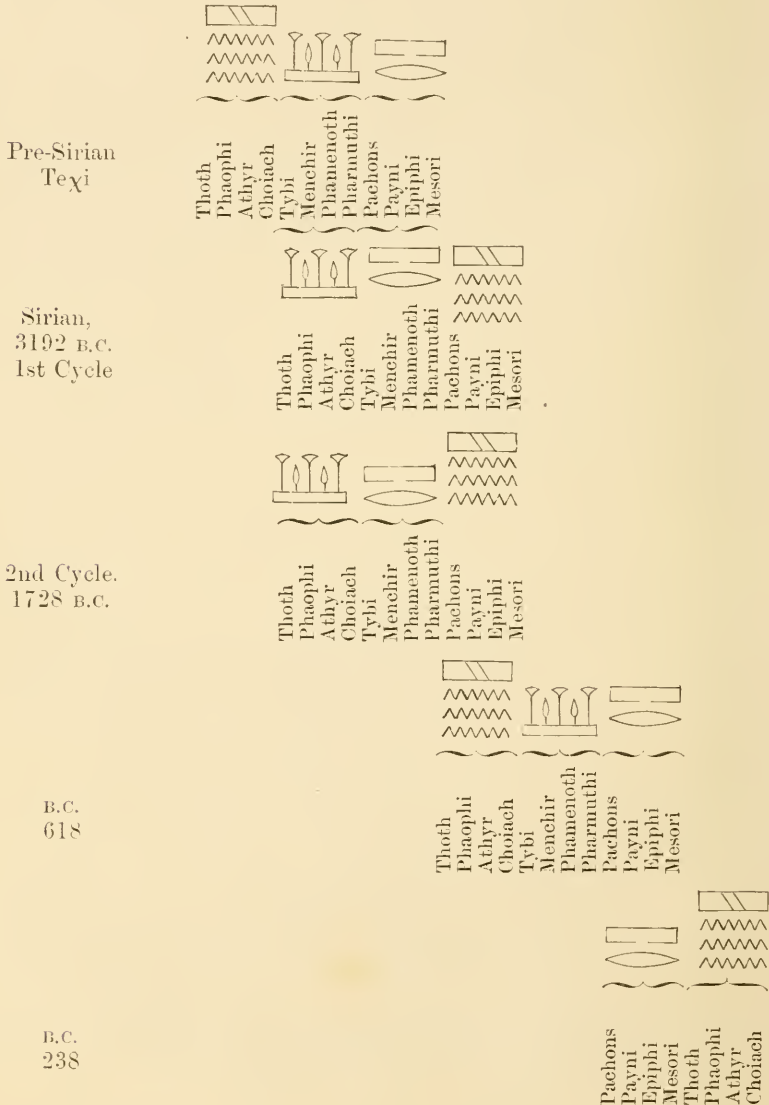 Pre-Sirian
Teχi
Thoth
Phaophi
Athyr
Choiach
Tybi
Menchir
Phamenoth
Pharmuthi
Pachons
Payni
Epiphi
Mesori
Sirian,
3192 B.C.
1st Cycle
Thoth
Phaophi
Athyr
Choiach
Tybi
Menchir
Phamenoth
Pharmuthi
Pachons
Payni
Epiphi
Mesori
2nd Cycle.
1728 B.C.
Thoth
Phaophi
Athyr
Choiach
Tybi
Menchir
Phamenoth
Pharmuthi
Pachons
Payni
Epiphi
Mesori
B.C.
618
Thoth
Phaophi
Athyr
Choiach
Tybi
Menchir
Phamenoth
Pharmuthi
Pachons
Payni
Epiphi
Mesori
B.C.
238
Pachons
Payni
Epiphi
Mesori
Thoth
Phaophi
Athyr
Choiach